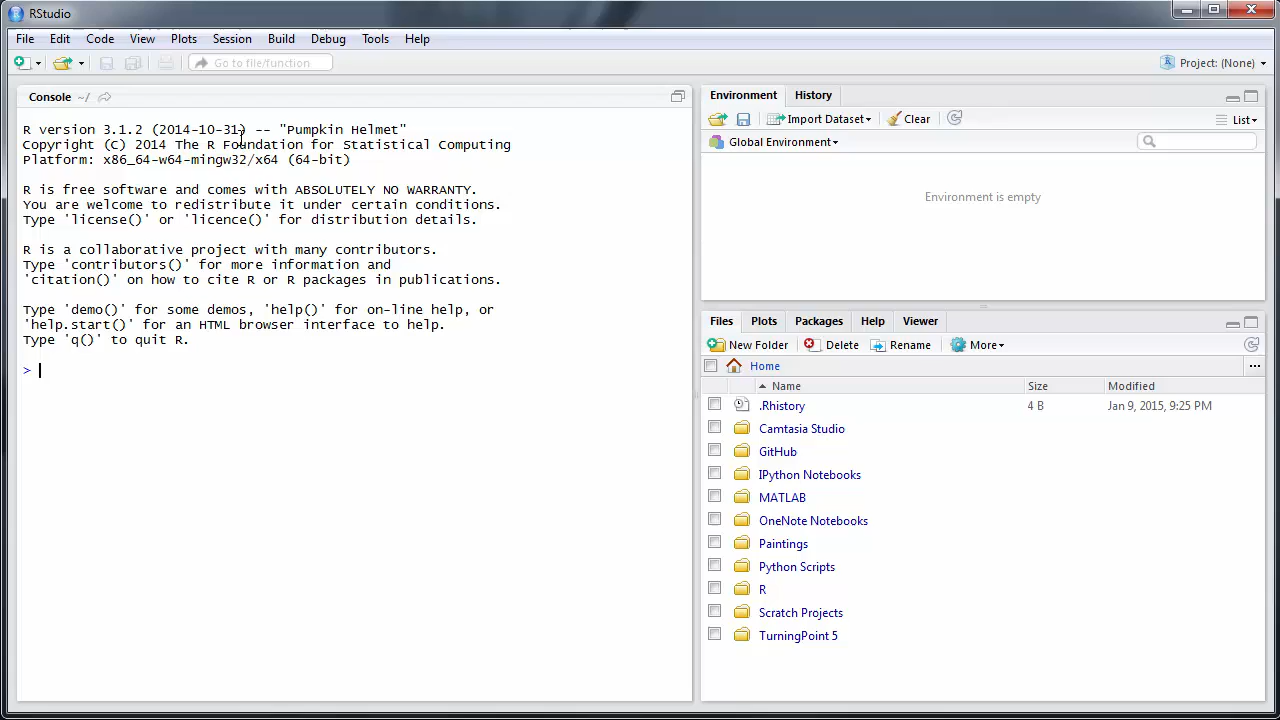 RStudio
File Edit Code View Plots Session Build Debug Tools Help
Go to file/function
Project: (None)
Console ~/
R version 3.1.2 (2014-10-31) -- "Pumpkin Helmet"
Copyright (C) 2014 The R Foundation for Statistical Computing
Platform: x86_64-w64-mingw32/x64 (64-bit)
R is free software and comes with ABSOLUTELY NO WARRANTY.
You are welcome to redistribute it under certain conditions.
Type 'license()' or 'licence()' for distribution details.
R is a collaborative project with many contributors.
Type 'contributors()' for more information and
'citation()' on how to cite R or R packages in publications.
Type 'demo()' for some demos, 'help()' for on-line help, or
'help.start()' for an HTML browser interface to help.
Type 'q()' to quit R.
>
Environment History
Import Dataset Clear List
Global Environment
Environment is empty
Files Plots Packages Help Viewer
New Folder Delete Rename More
Home ...
Name Size Modified
.Rhistory 4 B Jan 9, 2015, 9:25 PM
Camtasia Studio
GitHub
IPython Notebooks
MATLAB
OneNote Notebooks
Paintings
Python Scripts
R
Scratch Projects
TurningPoint 5